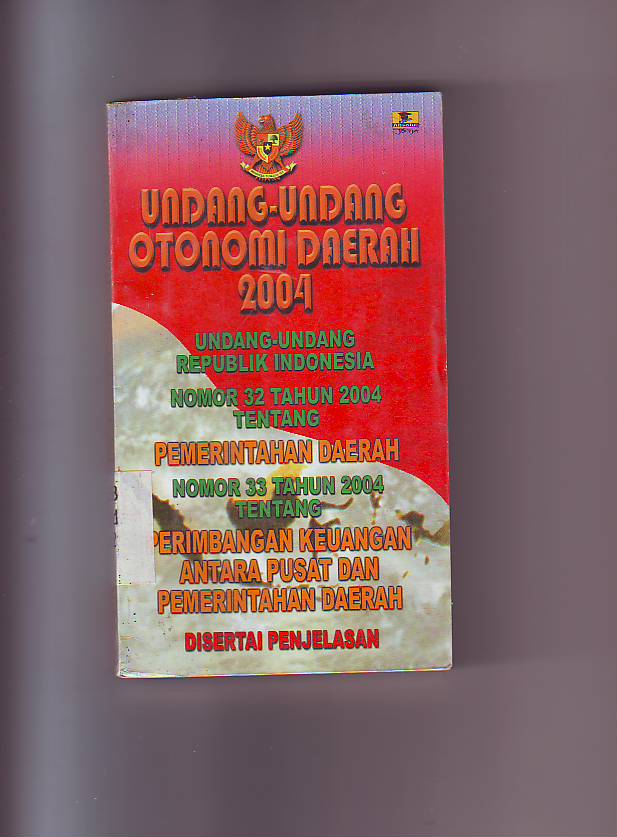 UNDANG-UNDANG
OTONOMI DAERAH
2004
UNDANG-UNDANG
REPUBLIK INDONESIA
NOMOR 32 TAHUN 2004
TENTANG
PEMERINTAHAN DAERAH
NOMOR 33 TAHUN 2004
TENTANG
PERIMBANGAN KEUANGAN
ANTARA PUSAT DAN
PEMERINTAHAN DAERAH
DISERTAI PENJELASAN